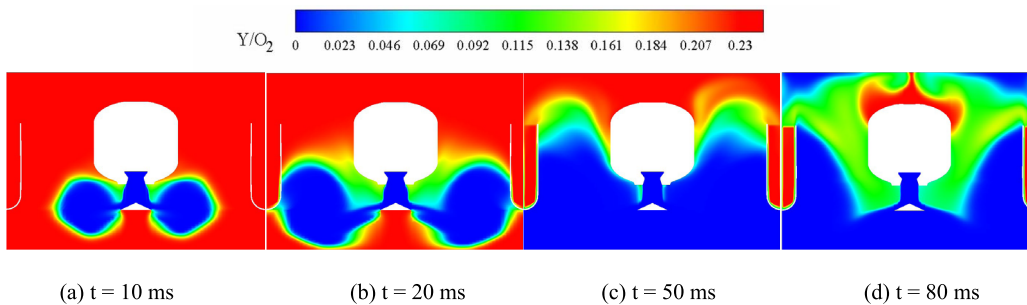 Y/O₂ 0 0.023 0.046 0.069 0.092 0.115 0.138 0.161 0.184 0.207 0.23
(a) t = 10 ms (b) t = 20 ms (c) t = 50 ms (d) t = 80 ms